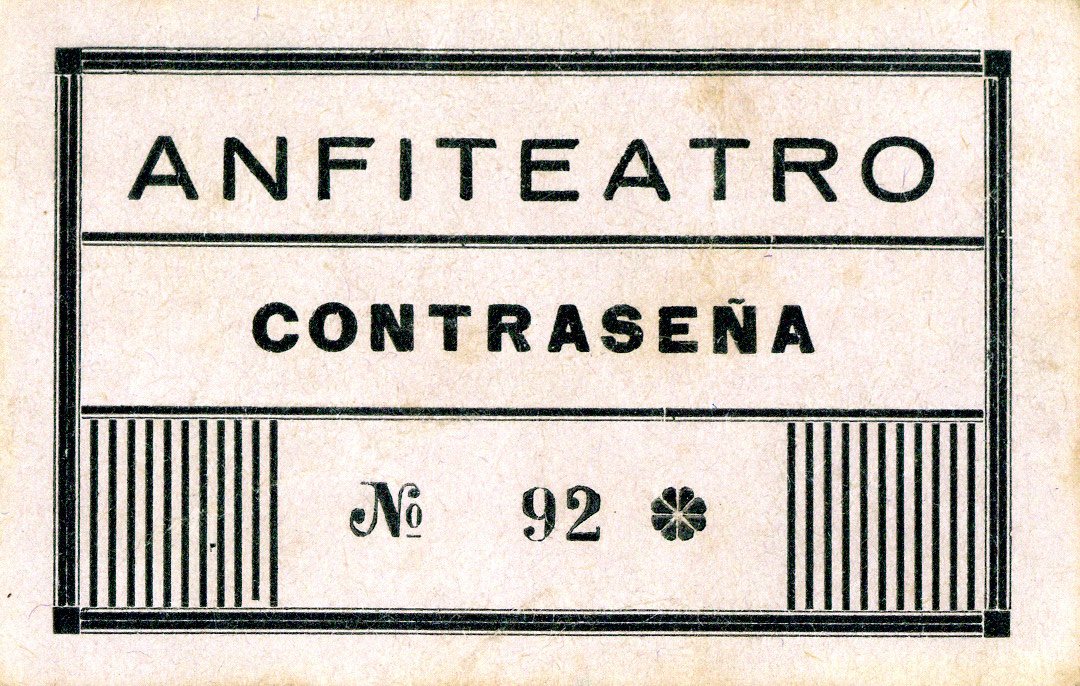 ANFITEATRO
CONTRASEÑA
Nº 92